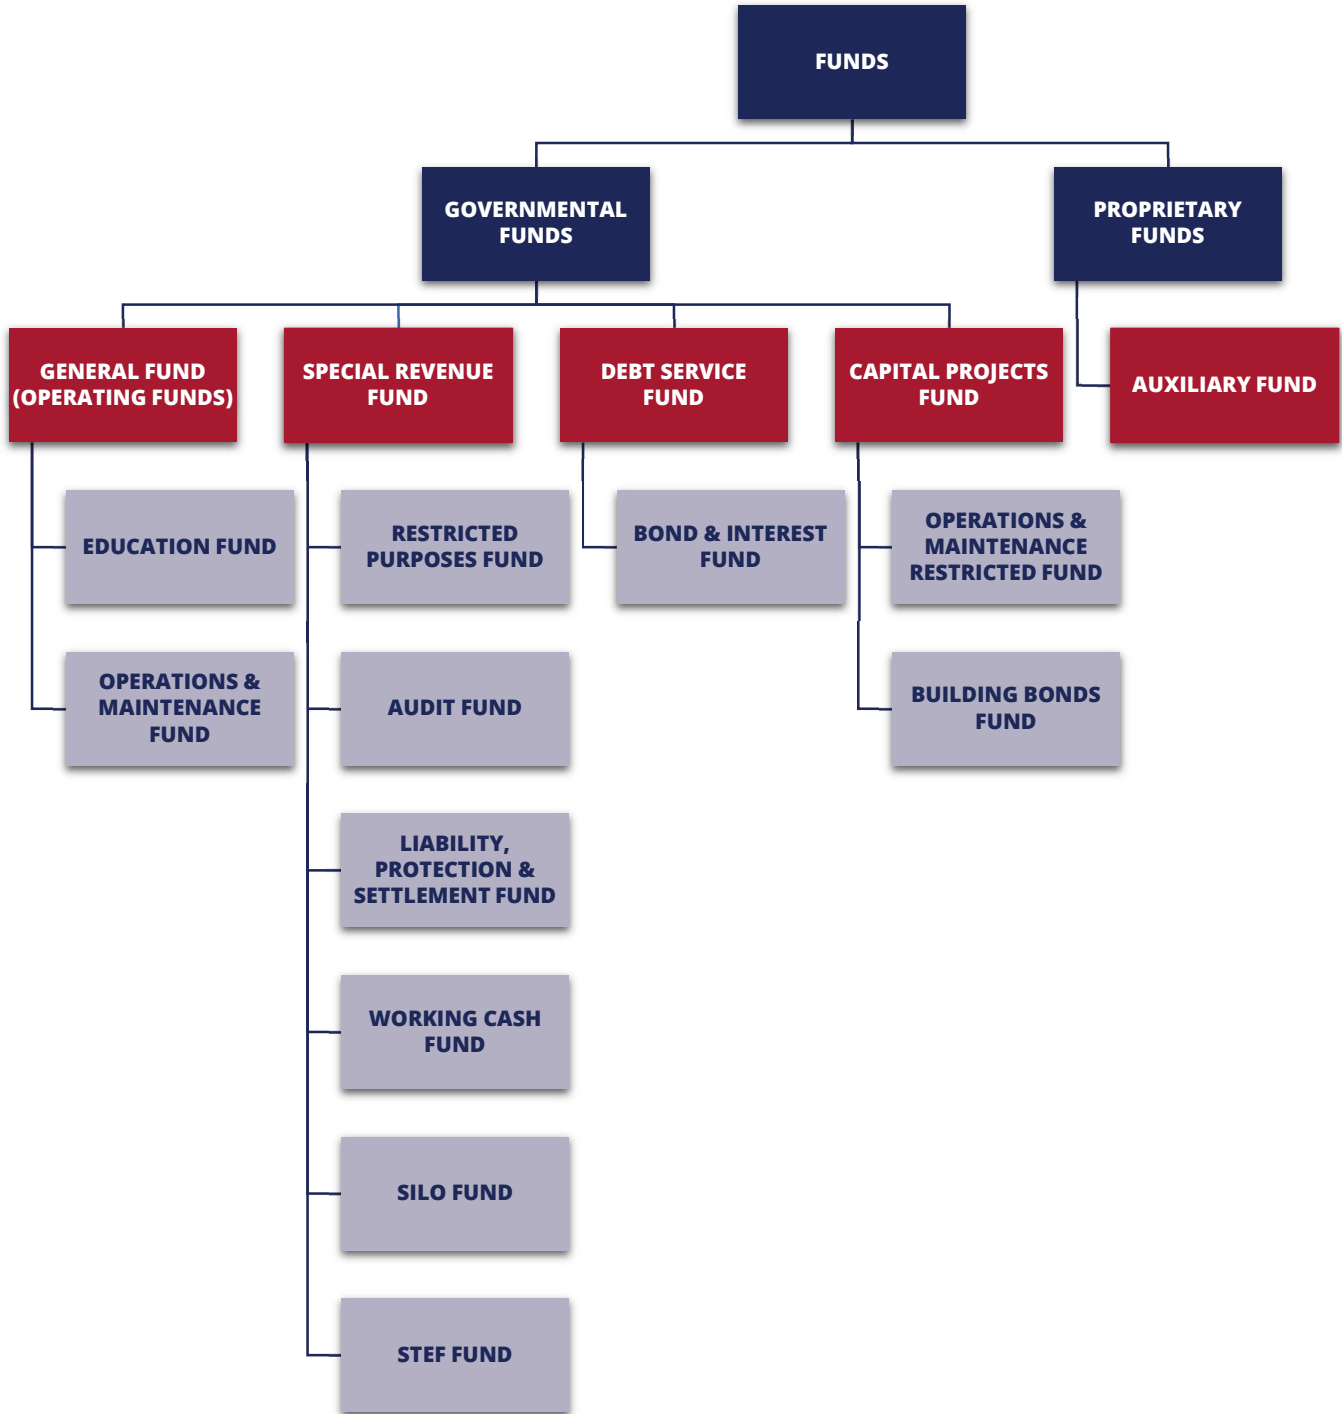 FUNDS
GOVERNMENTAL
FUNDS
PROPRIETARY
FUNDS
GENERAL FUND
(OPERATING FUNDS)
SPECIAL REVENUE
FUND
DEBT SERVICE
FUND
CAPITAL PROJECTS
FUND
AUXILIARY FUND
EDUCATION FUND
RESTRICTED
PURPOSES FUND
BOND & INTEREST
FUND
OPERATIONS &
MAINTENANCE
RESTRICTED FUND
OPERATIONS &
MAINTENANCE
FUND
AUDIT FUND
BUILDING BONDS
FUND
LIABILITY,
PROTECTION &
SETTLEMENT FUND
WORKING CASH
FUND
SILO FUND
STEF FUND